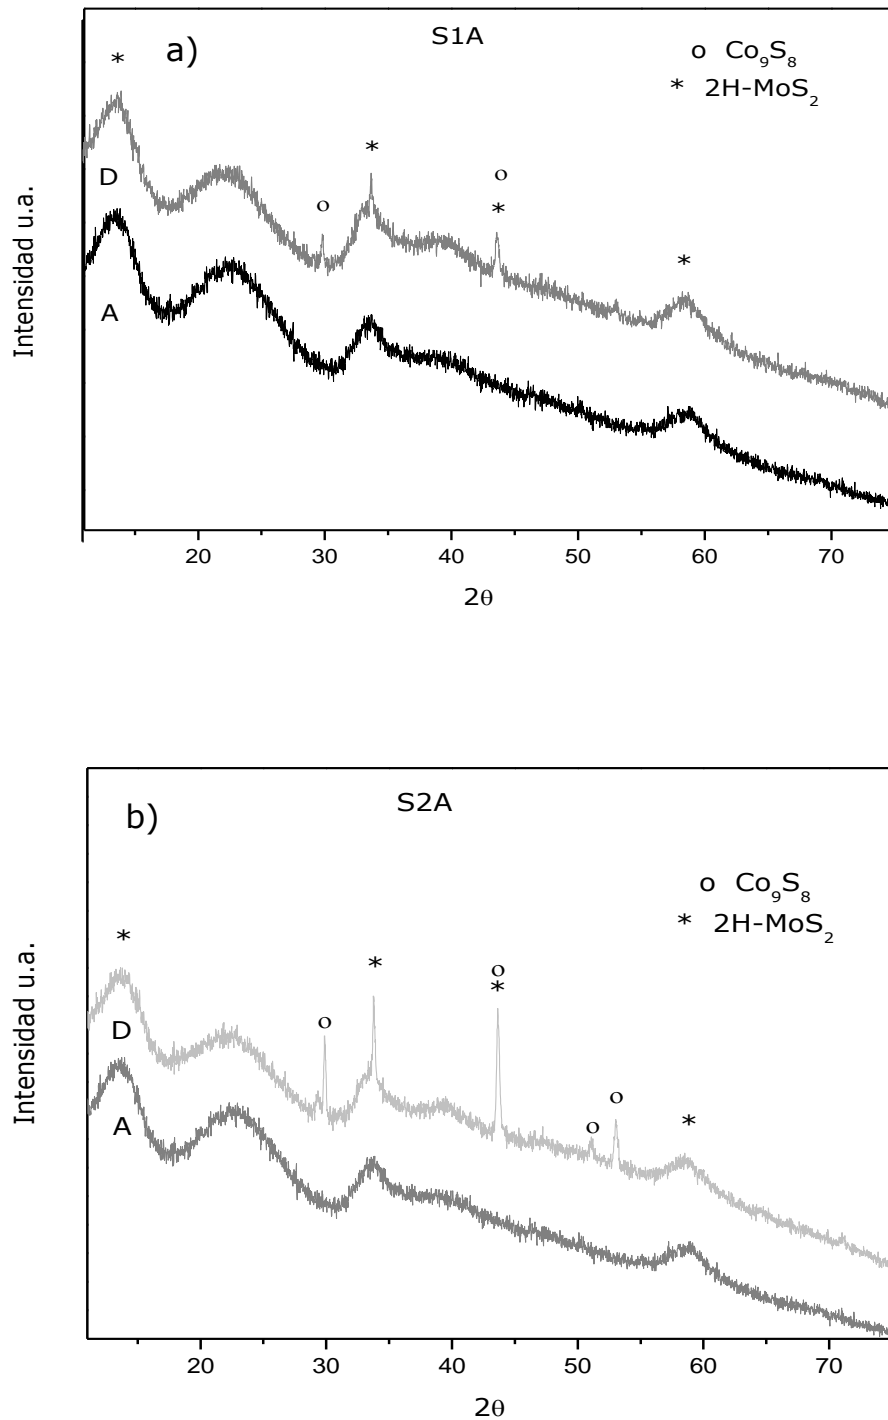 a)
S1A
o Co9S8
* 2H-MoS2
*
*
o
D
o
*
*
A
Intensidad u.a.
20 30 40 50 60 70
2θ
b)
S2A
o Co9S8
* 2H-MoS2
*
*
o
*
D
o
o
A
o
*
Intensidad u.a.
20 30 40 50 60 70
2θ